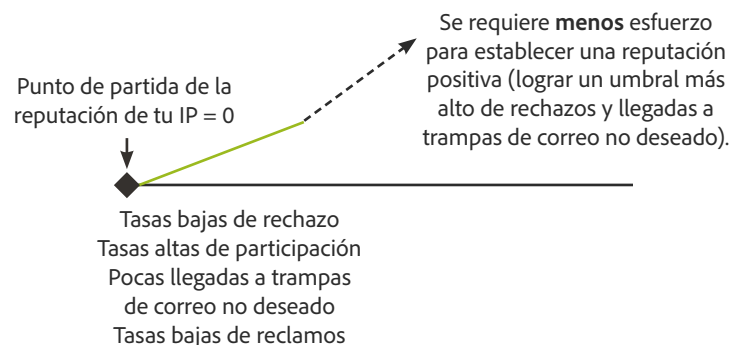 Se requiere menos esfuerzo
para establecer una reputación
positiva (lograr un umbral más
alto de rechazos y llegadas a
trampas de correo no deseado).
Punto de partida de la
reputación de tu IP = 0
Tasas bajas de rechazo
Tasas altas de participación
Pocas llegadas a trampas
de correo no deseado
Tasas bajas de reclamos